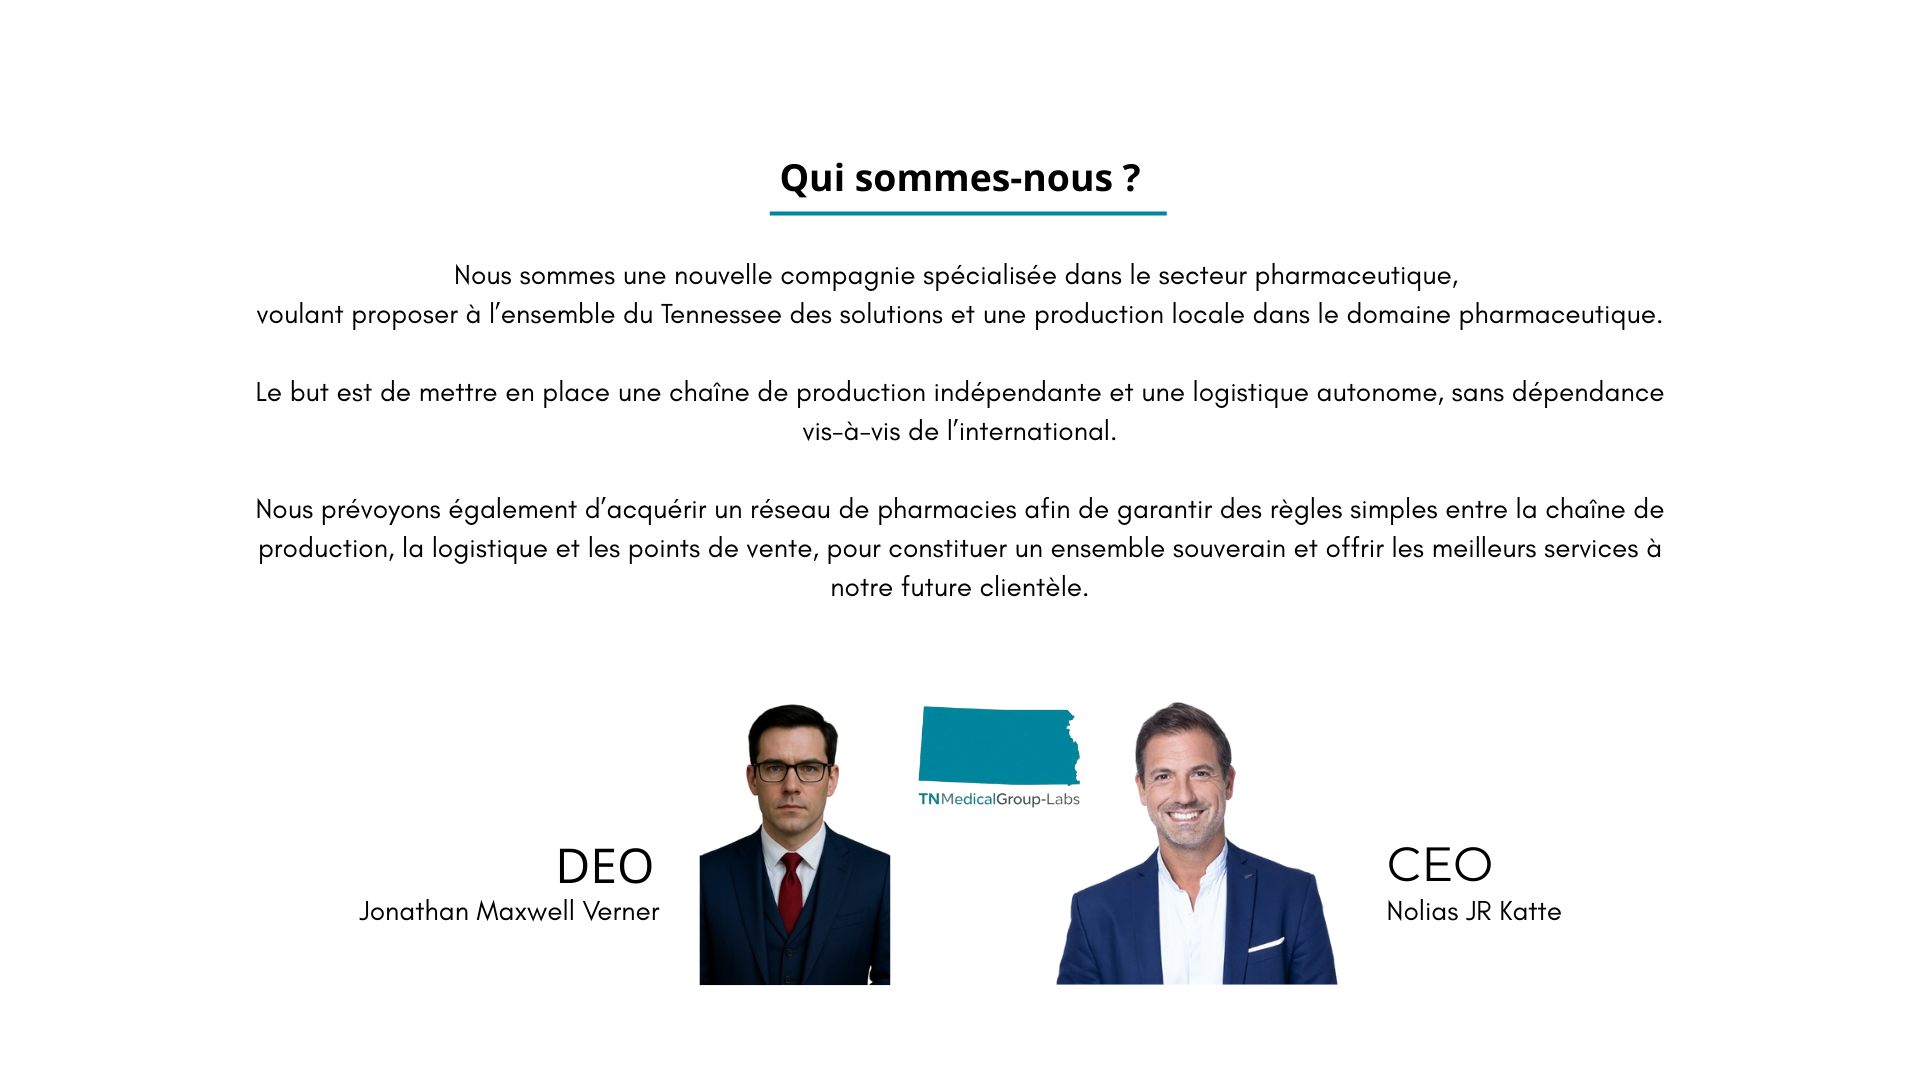 Qui sommes-nous ?
Nous sommes une nouvelle compagnie spécialisée dans le secteur pharmaceutique,
voulant proposer à l’ensemble du Tennessee des solutions et une production locale dans le domaine pharmaceutique.
Le but est de mettre en place une chaîne de production indépendante et une logistique autonome, sans dépendance
vis-à-vis de l’international.
Nous prévoyons également d’acquérir un réseau de pharmacies afin de garantir des règles simples entre la chaîne de
production, la logistique et les points de vente, pour constituer un ensemble souverain et offrir les meilleurs services à
notre future clientèle.
TNMedicalGroup-Labs
DEO
Jonathan Maxwell Verner
CEO
Nolias JR Katte